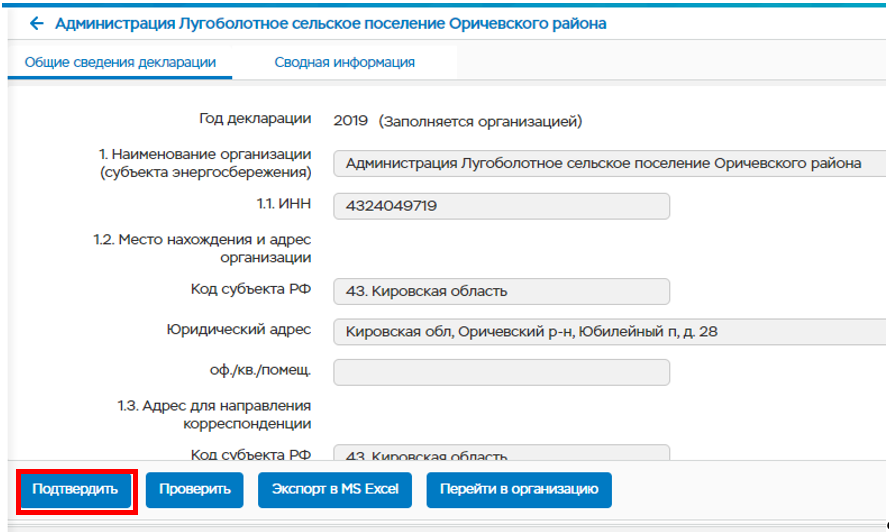 ← Администрация Лугоболотное сельское поселение Оричевского района
Общие сведения декларации Сводная информация
Год декларации 2019 (Заполняется организацией)
1. Наименование организации
(субъекта энергосбережения) Администрация Лугоболотное сельское поселение Оричевского района
1.1. ИНН 4324049719
1.2. Место нахождения и адрес
организации
Код субъекта РФ 43. Кировская область
Юридический адрес Кировская обл, Оричевский р-н, Юбилейный п, д. 28
оф./кв./помещ.
1.3. Адрес для направления
корреспонденции
Код субъекта РФ 43. Кировская область
Подтвердить Проверить Экспорт в MS Excel Перейти в организацию